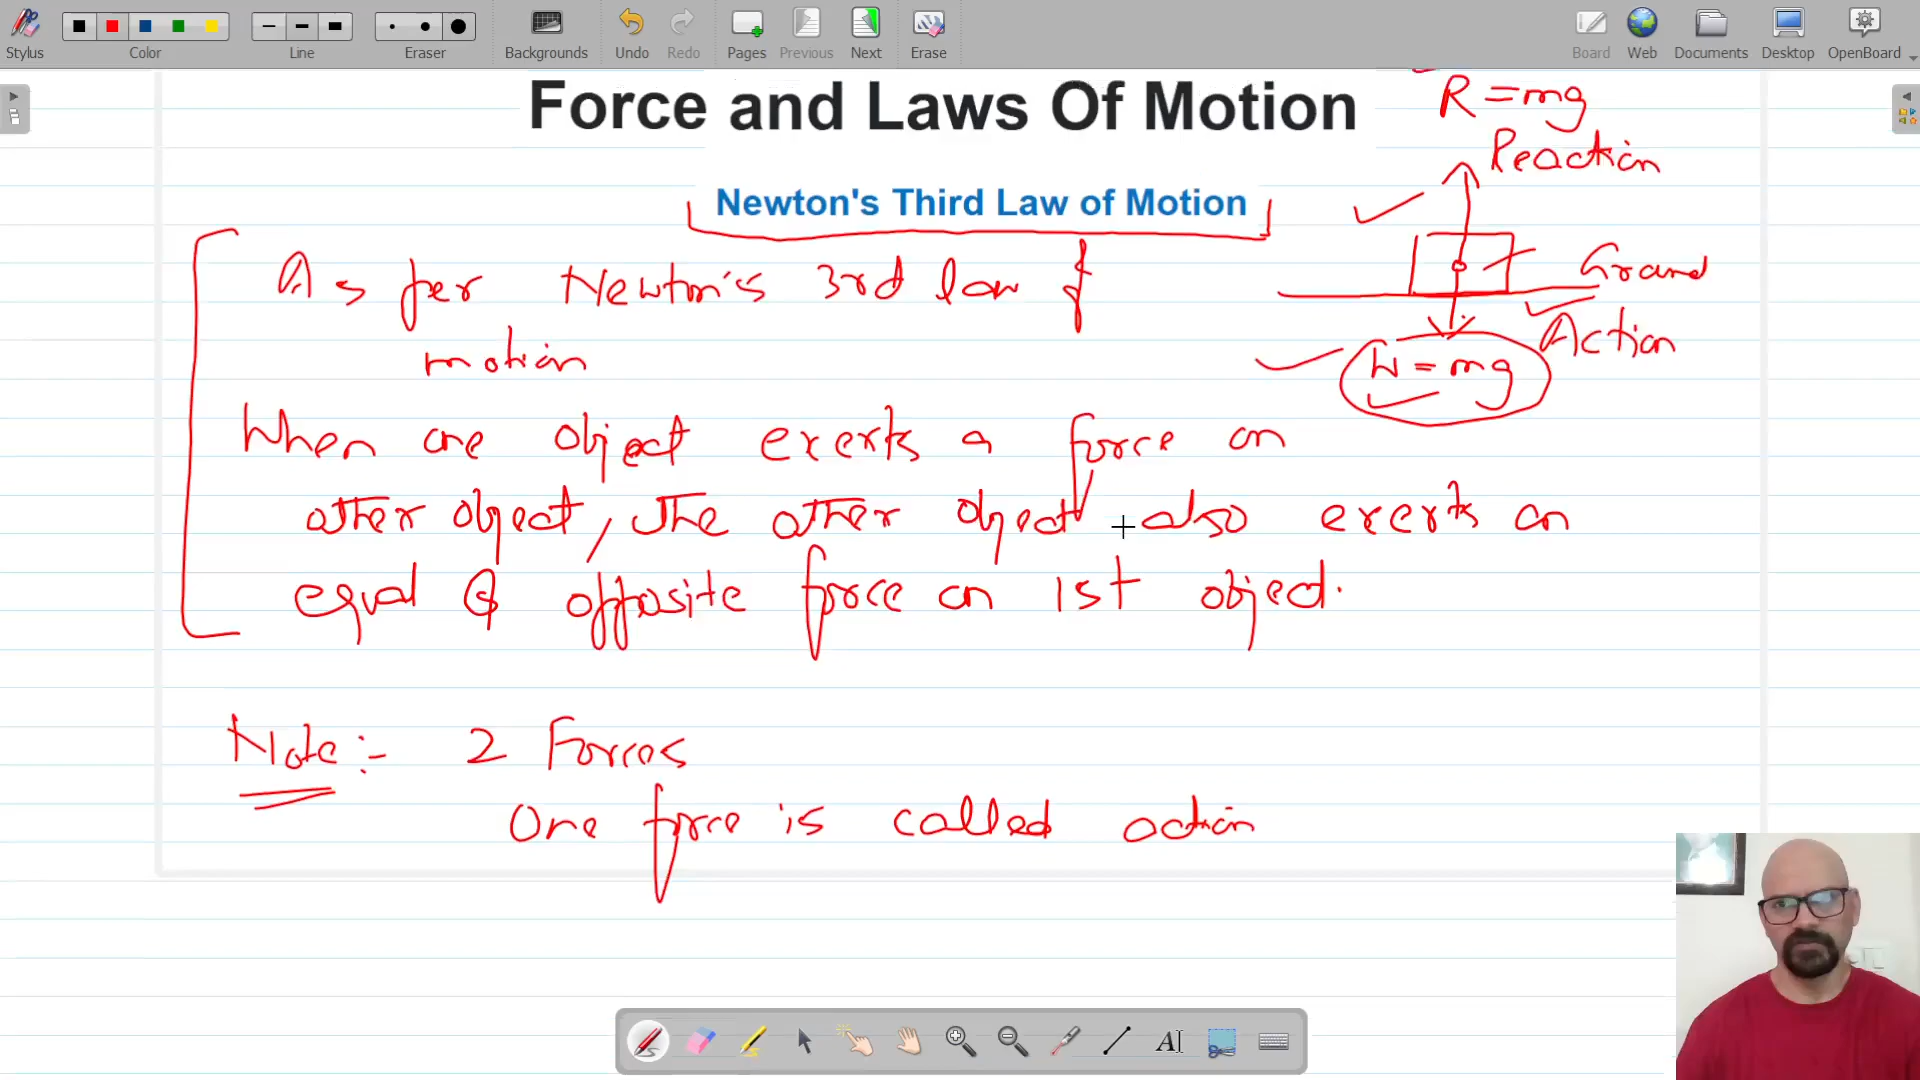 Stylus
Color
Line
Eraser
Backgrounds
Undo
Redo
Pages
Previous
Next
Erase
Board
Web
Documents
Desktop
OpenBoard
Force and Laws Of Motion
Newton's Third Law of Motion
R = mg
Reaction
Ground
Action
W = mg
As per Newton's 3rd law of
motion
When one object exerts a force on
other object, the other object also exerts an
equal & opposite force on 1st object.
Note :- 2 Forces
One force is called action